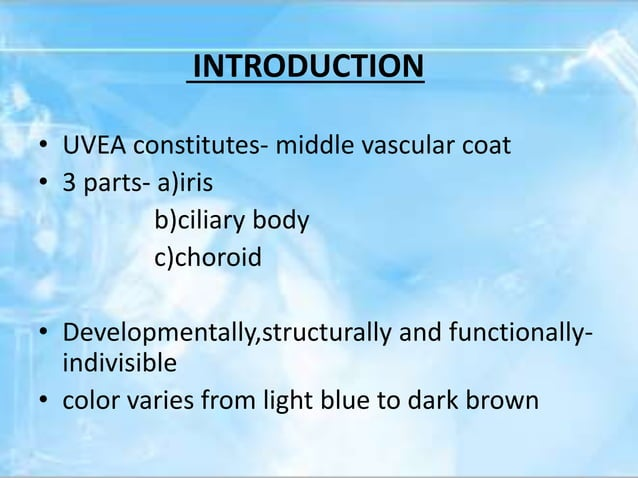 INTRODUCTION
• UVEA constitutes- middle vascular coat
• 3 parts- a)iris
b)ciliary body
c)choroid
• Developmentally,structurally and functionally-
indivisible
• color varies from light blue to dark brown